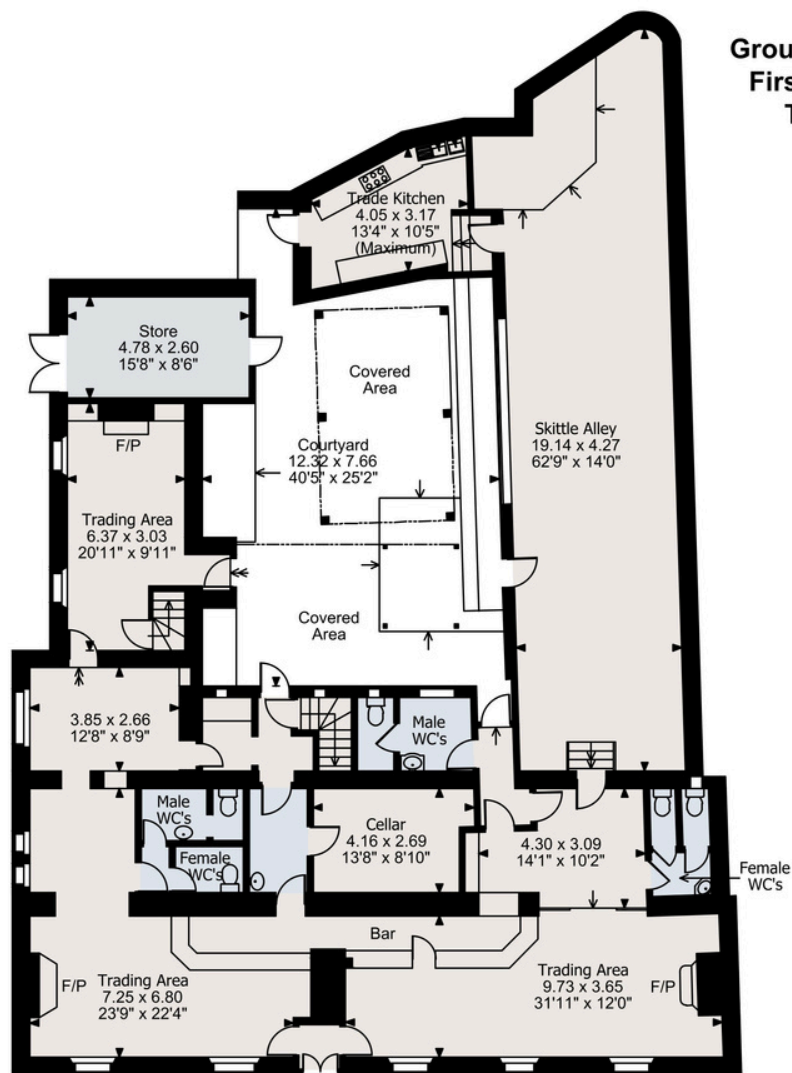 Grou
Firs
T
Trade Kitchen
4.05 x 3.17
13'4" x 10'5"
(Maximum)
Store
4.78 x 2.60
15'8" x 8'6"
Covered
Area
Skittle Alley
19.14 x 4.27
62'9" x 14'0"
F/P
Courtyard
12.32 x 7.66
40'5" x 25'2"
Trading Area
6.37 x 3.03
20'11" x 9'11"
Covered
Area
3.85 x 2.66
12'8" x 8'9"
Male
WC's
Male
WC's
Female
WC's
Cellar
4.16 x 2.69
13'8" x 8'10"
4.30 x 3.09
14'1" x 10'2"
Female
WC's
Bar
F/P
Trading Area
7.25 x 6.80
23'9" x 22'4"
Trading Area
9.73 x 3.65
31'11" x 12'0"
F/P